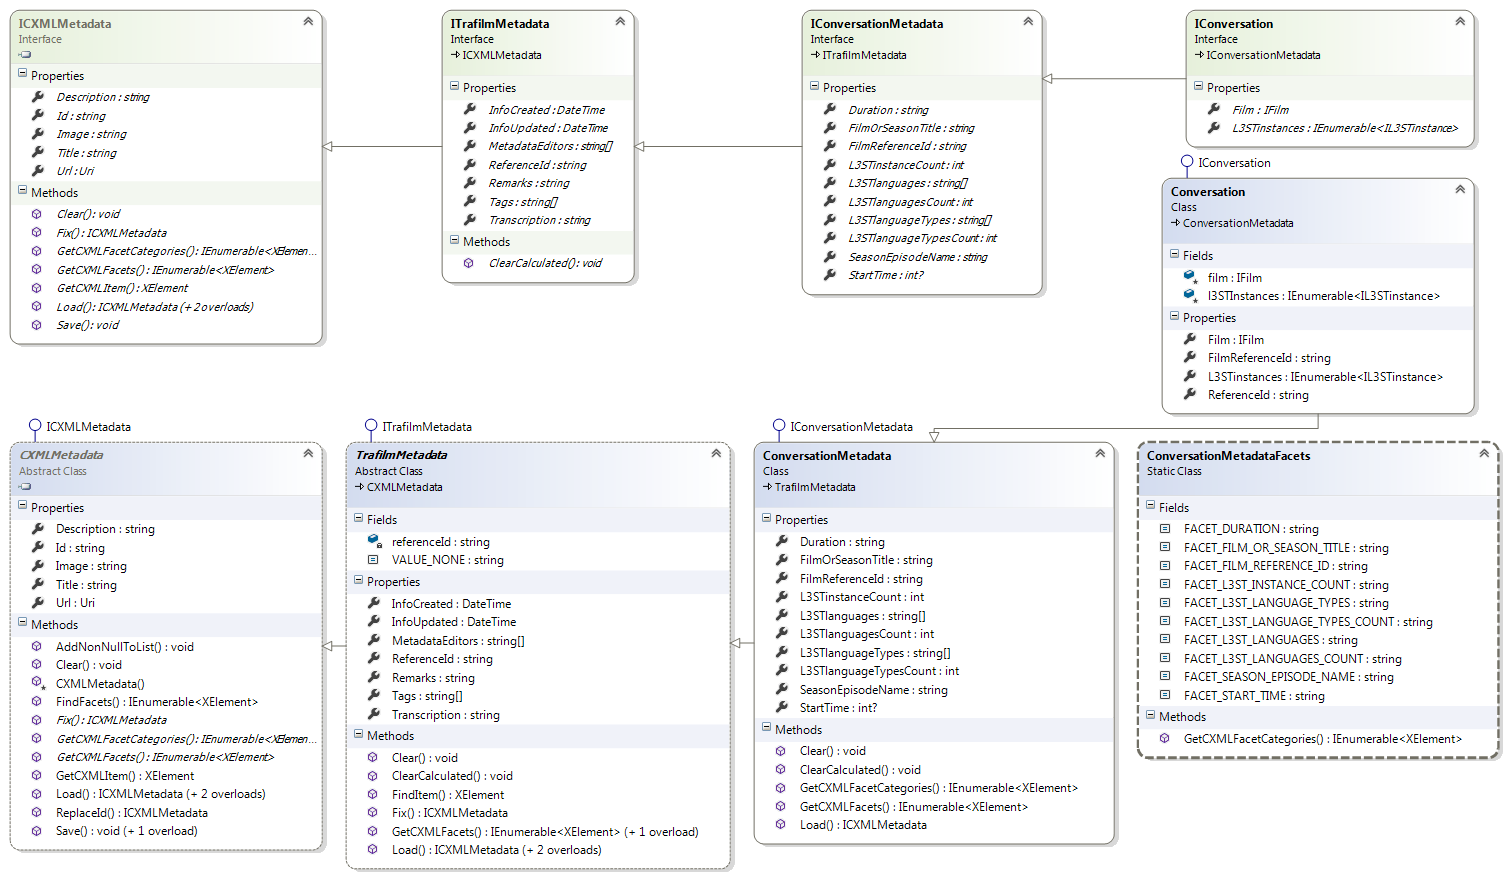 ICXMLMetadata
Interface
Properties
Description : string
Id : string
Image : string
Title : string
Url : Uri
Methods
Clear() : void
Fix() : ICXMLMetadata
GetCXMLFacetCategories() : IEnumerable<XElemen...
GetCXMLFacets() : IEnumerable<XElement>
GetCXMLItem() : XElement
Load() : ICXMLMetadata (+ 2 overloads)
Save() : void
ITrafilmMetadata
Interface
ICXMLMetadata
Properties
InfoCreated : DateTime
InfoUpdated : DateTime
MetadataEditors : string[]
ReferenceId : string
Remarks : string
Tags : string[]
Transcription : string
Methods
ClearCalculated() : void
IConversationMetadata
Interface
ITrafilmMetadata
Properties
Duration : string
FilmOrSeasonTitle : string
FilmReferenceId : string
L3STinstanceCount : int
L3STlanguages : string[]
L3STlanguagesCount : int
L3STlanguageTypes : string[]
L3STlanguageTypesCount : int
SeasonEpisodeName : string
StartTime : int?
IConversation
Interface
IConversationMetadata
Properties
Film : IFilm
L3STinstances : IEnumerable<IL3STinstance>
IConversation
Conversation
Class
ConversationMetadata
Fields
film : IFilm
l3STInstances : IEnumerable<IL3STinstance>
Properties
Film : IFilm
FilmReferenceId : string
L3STinstances : IEnumerable<IL3STinstance>
ReferenceId : string
ICXMLMetadata
CXMLMetadata
Abstract Class
Properties
Description : string
Id : string
Image : string
Title : string
Url : Uri
Methods
AddNonNullToList() : void
Clear() : void
CXMLMetadata()
FindFacets() : IEnumerable<XElement>
Fix() : ICXMLMetadata
GetCXMLFacetCategories() : IEnumerable<XElemen...
GetCXMLFacets() : IEnumerable<XElement>
GetCXMLItem() : XElement
Load() : ICXMLMetadata (+ 2 overloads)
ReplaceId() : ICXMLMetadata
Save() : void (+ 1 overload)
ITrafilmMetadata
TrafilmMetadata
Abstract Class
CXMLMetadata
Fields
referenceId : string
VALUE_NONE : string
Properties
InfoCreated : DateTime
InfoUpdated : DateTime
MetadataEditors : string[]
ReferenceId : string
Remarks : string
Tags : string[]
Transcription : string
Methods
Clear() : void
ClearCalculated() : void
FindItem() : XElement
Fix() : ICXMLMetadata
GetCXMLFacets() : IEnumerable<XElement> (+ 1 overload)
Load() : ICXMLMetadata (+ 2 overloads)
IConversationMetadata
ConversationMetadata
Class
TrafilmMetadata
Properties
Duration : string
FilmOrSeasonTitle : string
FilmReferenceId : string
L3STinstanceCount : int
L3STlanguages : string[]
L3STlanguagesCount : int
L3STlanguageTypes : string[]
L3STlanguageTypesCount : int
SeasonEpisodeName : string
StartTime : int?
Methods
Clear() : void
ClearCalculated() : void
GetCXMLFacetCategories() : IEnumerable<XElement>
GetCXMLFacets() : IEnumerable<XElement>
Load() : ICXMLMetadata
ConversationMetadataFacets
Static Class
Fields
FACET_DURATION : string
FACET_FILM_OR_SEASON_TITLE : string
FACET_FILM_REFERENCE_ID : string
FACET_L3ST_INSTANCE_COUNT : string
FACET_L3ST_LANGUAGE_TYPES : string
FACET_L3ST_LANGUAGE_TYPES_COUNT : string
FACET_L3ST_LANGUAGES : string
FACET_L3ST_LANGUAGES_COUNT : string
FACET_SEASON_EPISODE_NAME : string
FACET_START_TIME : string
Methods
GetCXMLFacetCategories() : IEnumerable<XElement>